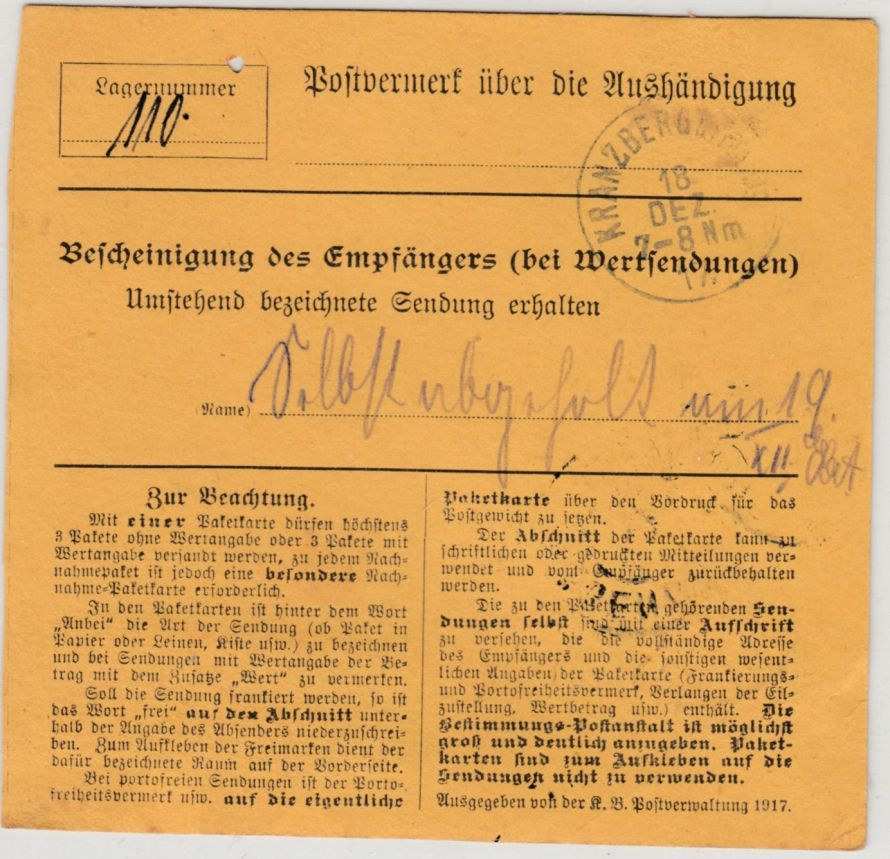 Lagernummer
110.
Postvermerk über die Aushändigung
KRANZBERG
18
DEZ
7-8 Nm
17
Bescheinigung des Empfängers (bei Wertsendungen)
Umstehend bezeichnete Sendung erhalten
(Name) Selbst abgeholt am 19.
XII.
Zur Beachtung.
Mit einer Paketkarte dürfen höchstens
3 Pakete ohne Wertangabe oder 3 Pakete mit
Wertangabe versandt werden, zu jedem Nach-
nahmepaket ist jedoch eine besondere Nach-
nahme-Paketkarte erforderlich.
In den Paketkarten ist hinter dem Wort
„Anbei" die Art der Sendung (ob Paket in
Papier oder Leinen, Kiste usw.) zu bezeichnen
und bei Sendungen mit Wertangabe der Be-
trag mit dem Zusatze „Wert" zu vermerken.
Soll die Sendung frankiert werden, so ist
das Wort „frei" auf den Abschnitt unter-
halb der Angabe des Absenders niederzuschrei-
ben. Zum Aufkleben der Freimarken dient der
dafür bezeichnete Raum auf der Vorderseite.
Bei portofreien Sendungen ist der Porto-
freiheitsvermerk usw. auf die eigentliche
Paketkarte über den Vordruck für das
Postgewicht zu setzen.
Der Abschnitt der Paketkarte kann zu
schriftlichen oder gedruckten Mitteilungen ver-
wendet und vom Empfänger zurückbehalten
werden.
Die zu den Paketkarten gehörenden Sen-
dungen selbst sind mit einer Aufschrift
zu versehen, die die vollständige Adresse
des Empfängers und die sonstigen wesent-
lichen Angaben der Paketkarte (Frankierungs-
und Portofreiheitsvermerk, Verlangen der Eil-
zustellung, Wertbetrag usw.) enthält. Die
Bestimmungs-Postanstalt ist möglichst
groß und deutlich anzugeben. Paket-
karten sind zum Aufkleben auf die
Sendungen nicht zu verwenden.
Ausgegeben von der K. B. Postverwaltung 1917.